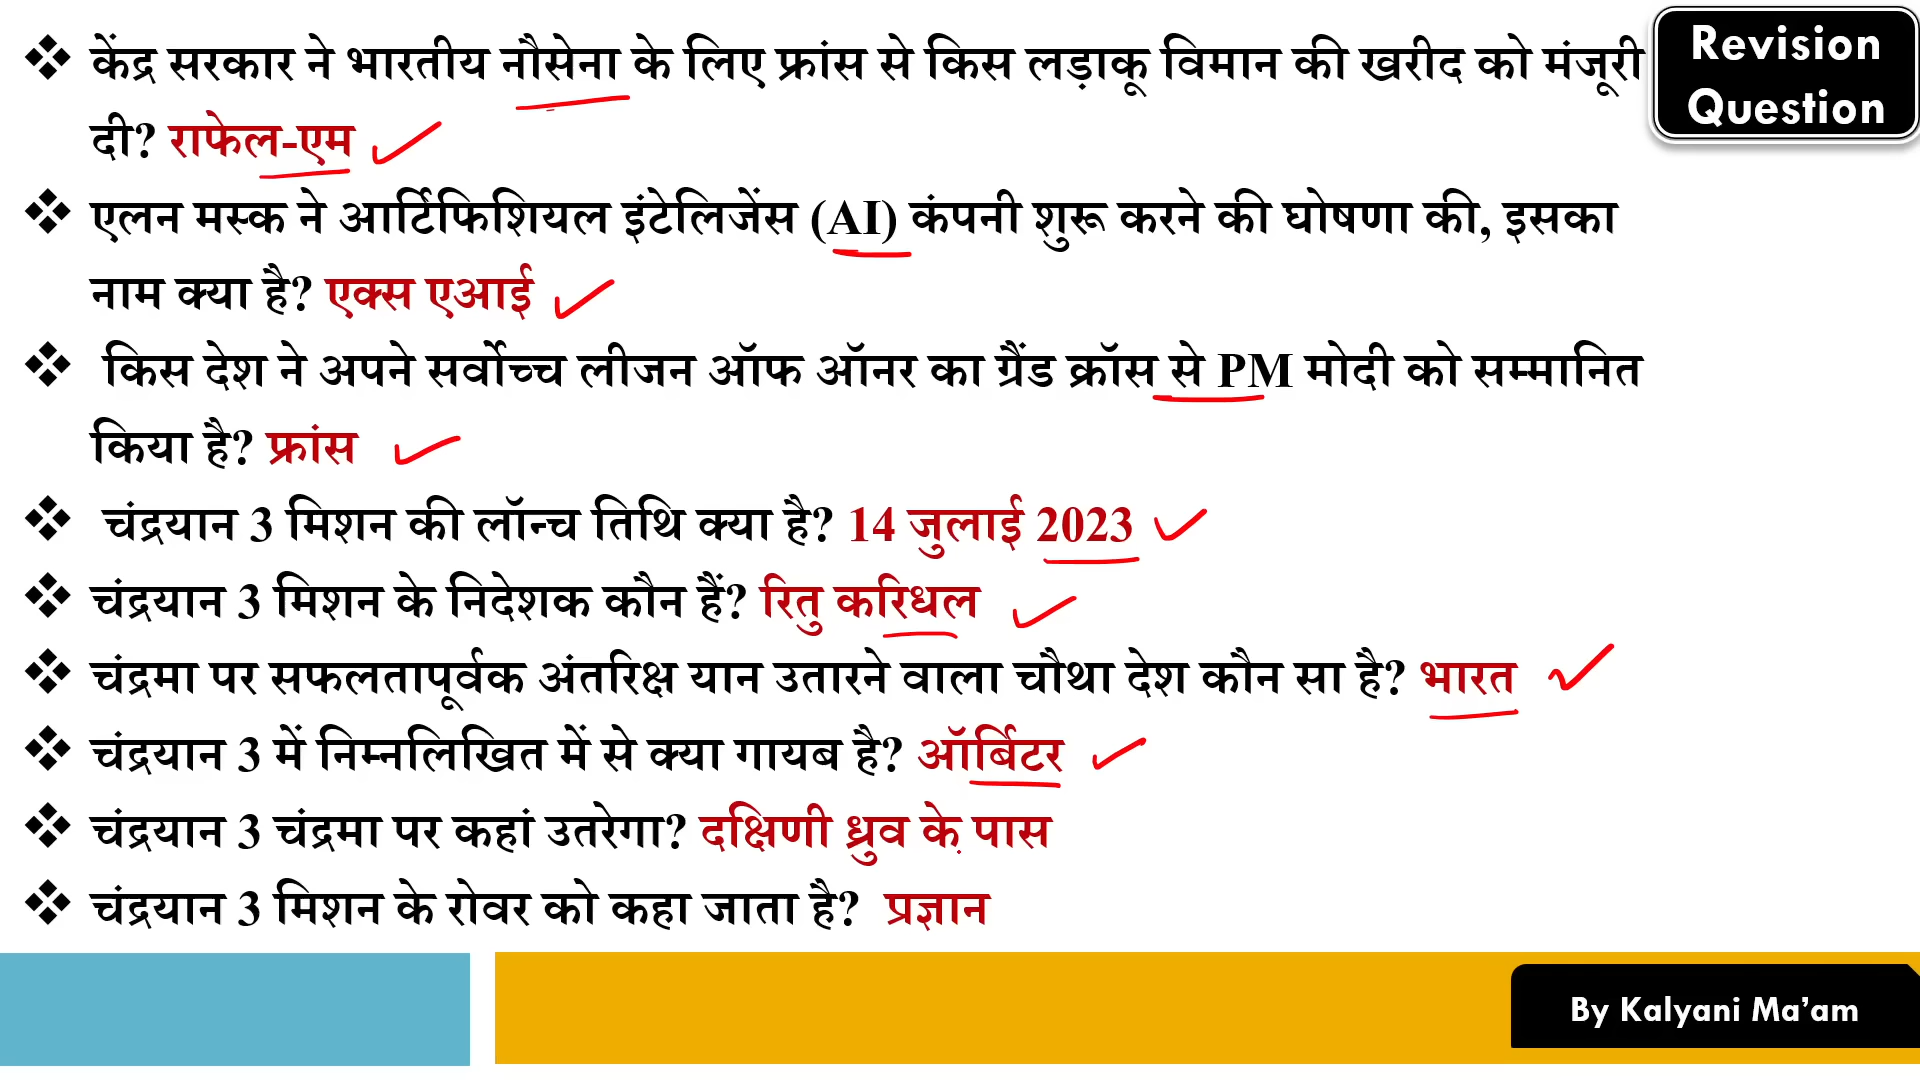 Revision
Question
❖ केंद्र सरकार ने भारतीय नौसेना के लिए फ्रांस से किस लड़ाकू विमान की खरीद को मंजूरी
दी? राफेल-एम
❖ एलन मस्क ने आर्टिफिशियल इंटेलिजेंस (AI) कंपनी शुरू करने की घोषणा की, इसका
नाम क्या है? एक्स एआई
❖ किस देश ने अपने सर्वोच्च लीजन ऑफ ऑनर का ग्रैंड क्रॉस से PM मोदी को सम्मानित
किया है? फ्रांस
❖ चंद्रयान 3 मिशन की लॉन्च तिथि क्या है? 14 जुलाई 2023
❖ चंद्रयान 3 मिशन के निदेशक कौन हैं? रितु करिधल
❖ चंद्रमा पर सफलतापूर्वक अंतरिक्ष यान उतारने वाला चौथा देश कौन सा है? भारत
❖ चंद्रयान 3 में निम्नलिखित में से क्या गायब है? ऑर्बिटर
❖ चंद्रयान 3 चंद्रमा पर कहां उतरेगा? दक्षिणी ध्रुव के पास
❖ चंद्रयान 3 मिशन के रोवर को कहा जाता है? प्रज्ञान
By Kalyani Ma’am